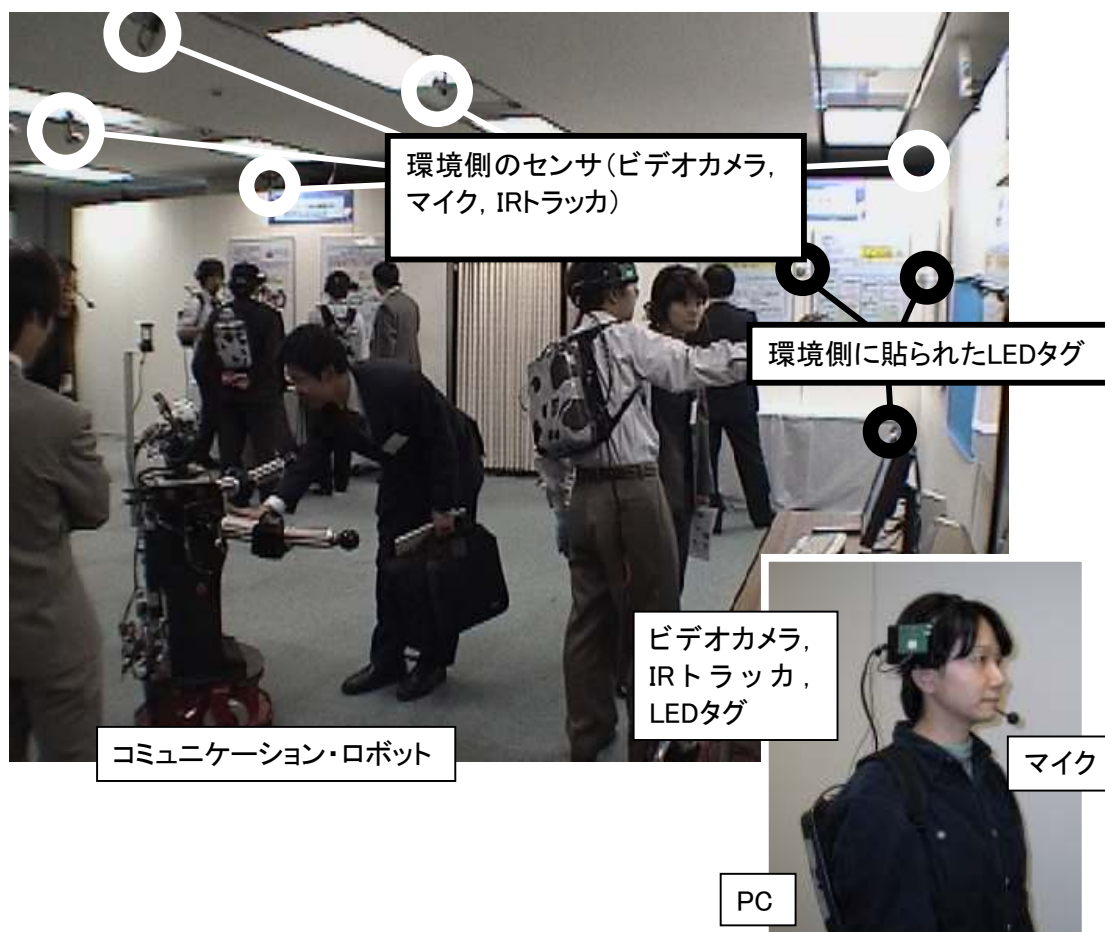 環境側のセンサ(ビデオカメラ,
マイク, IRトラッカ)
環境側に貼られたLEDタグ
ビデオカメラ,
IRトラッカ,
LEDタグ
コミュニケーション・ロボット
マイク
PC